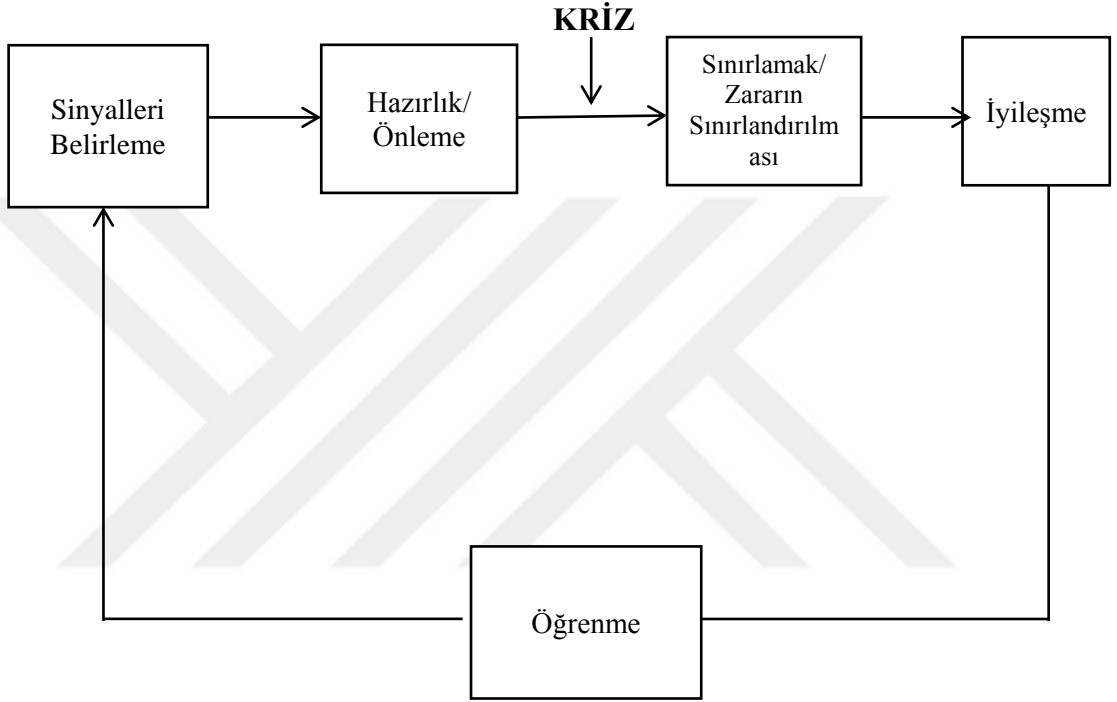 KRİZ
Sinyalleri
Belirleme
Hazırlık/
Önleme
Sınırlamak/
Zararın
Sınırlandırılm
ası
İyileşme
Öğrenme